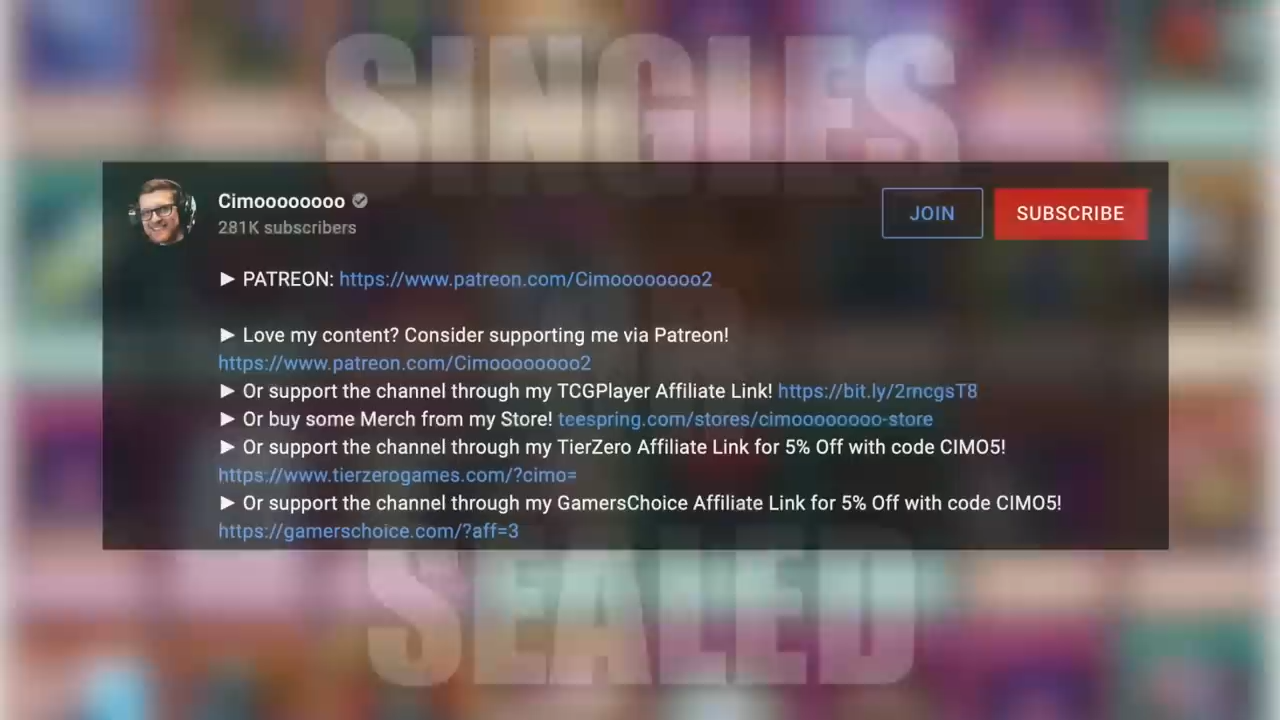 SINGLES
Cimoooooooo
281K subscribers
JOIN
SUBSCRIBE
► PATREON: https://www.patreon.com/Cimoooooooo2
► Love my content? Consider supporting me via Patreon!
https://www.patreon.com/Cimoooooooo2
► Or support the channel through my TCGPlayer Affiliate Link! https://bit.ly/2mcgsT8
► Or buy some Merch from my Store! teespring.com/stores/cimoooooooo-store
► Or support the channel through my TierZero Affiliate Link for 5% Off with code CIMO5!
https://www.tierzerogames.com/?cimo=
► Or support the channel through my GamersChoice Affiliate Link for 5% Off with code CIMO5!
https://gamerschoice.com/?aff=3
SEALED